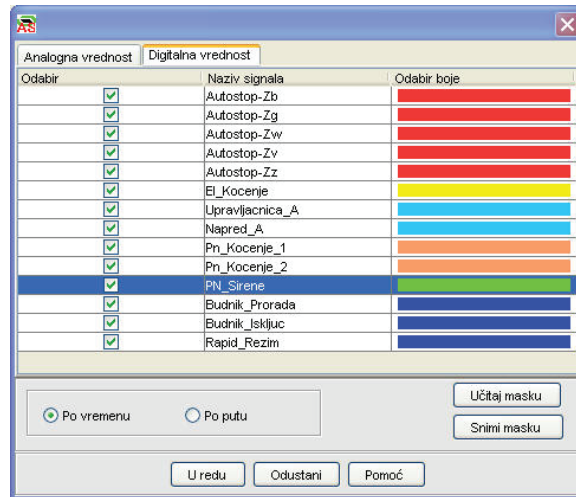 AS
Analogna vrednost Digitalna vrednost
Odabir Naziv signala Odabir boje
Autostop-Zb
Autostop-Zg
Autostop-Zw
Autostop-Zv
Autostop-Zz
El_Kocenje
Upravljacnica_A
Napred_A
Pn_Kocenje_1
Pn_Kocenje_2
PN_Sirene
Budnik_Prorada
Budnik_Iskljuc
Rapid_Rezim
Po vremenu Po putu
Učitaj masku
Snimi masku
U redu Odustani Pomoć